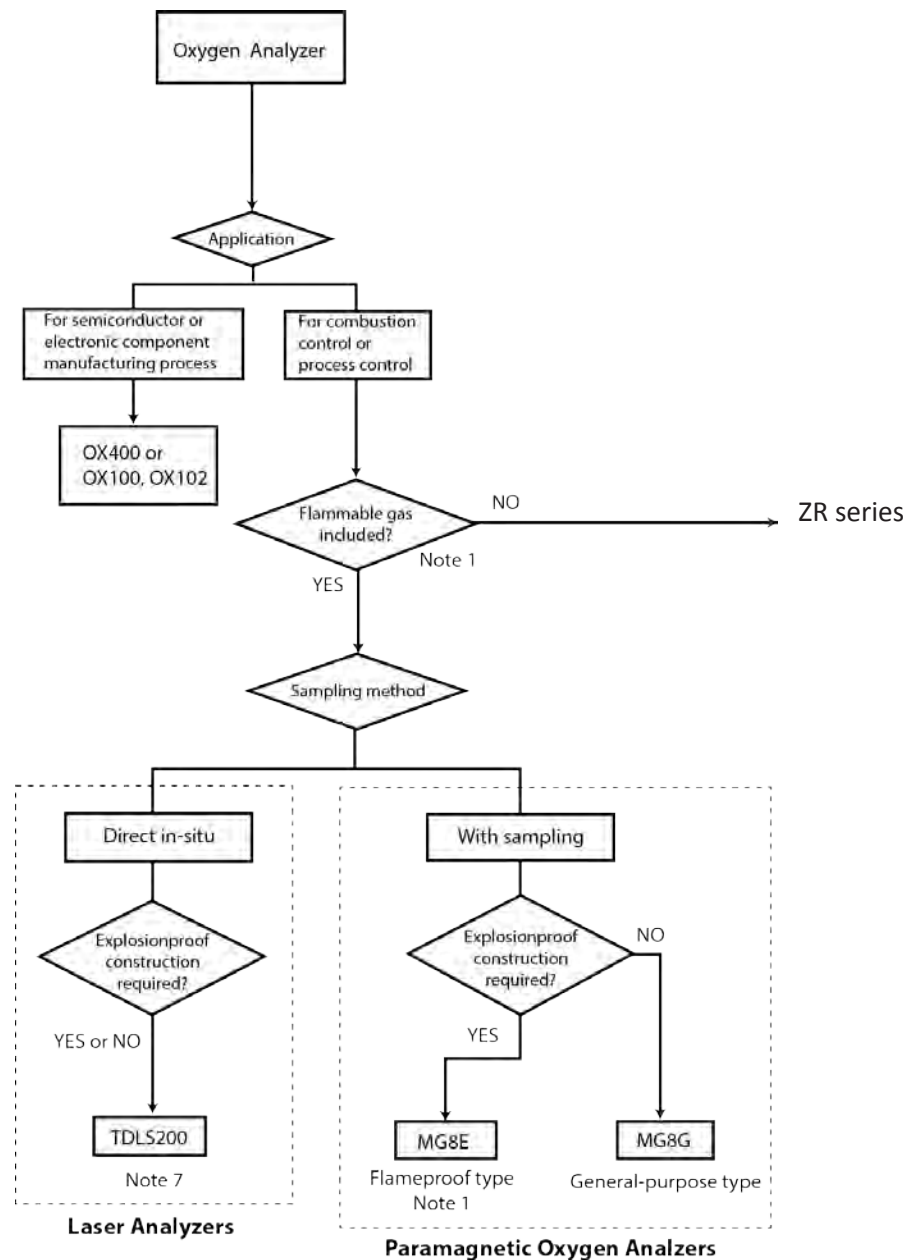 Oxygen Analyzer
Application
For semiconductor or
electronic component
manufacturing process
For combustion
control or
process control
OX400 or
OX100, OX102
Flammable gas
included?
NO
ZR series
Note 1
YES
Sampling method
Direct in-situ
With sampling
Explosionproof
construction
required?
YES or NO
Explosionproof
construction
required?
NO
YES
TDLS200
Note 7
MG8E
Flameproof type
Note 1
MG8G
General-purpose type
Laser Analyzers
Paramagnetic Oxygen Analzers